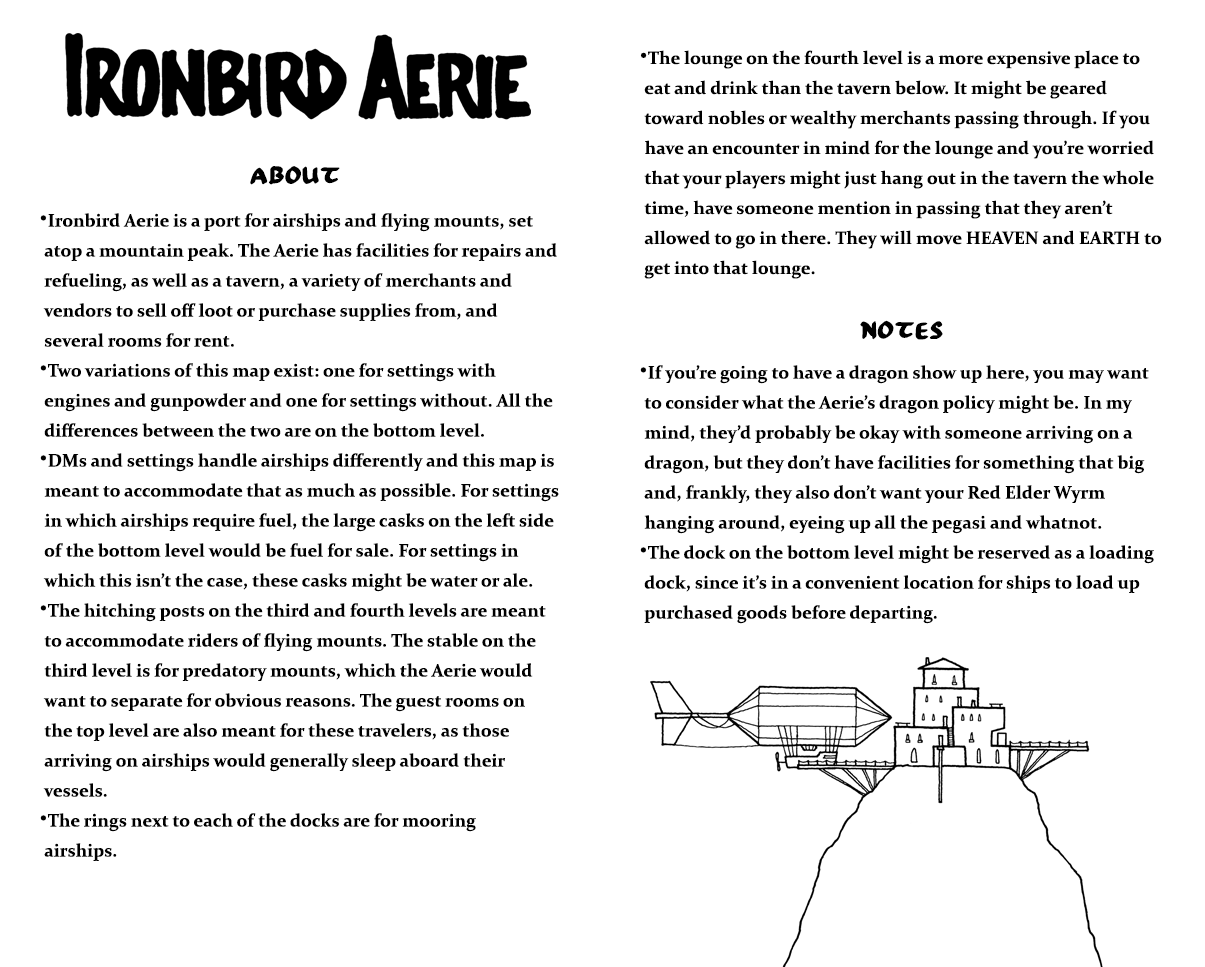 IRONBIRD AERIE
ABOUT
•Ironbird Aerie is a port for airships and flying mounts, set
atop a mountain peak. The Aerie has facilities for repairs and
refueling, as well as a tavern, a variety of merchants and
vendors to sell off loot or purchase supplies from, and
several rooms for rent.
•Two variations of this map exist: one for settings with
engines and gunpowder and one for settings without. All the
differences between the two are on the bottom level.
•DMs and settings handle airships differently and this map is
meant to accommodate that as much as possible. For settings
in which airships require fuel, the large casks on the left side
of the bottom level would be fuel for sale. For settings in
which this isn't the case, these casks might be water or ale.
•The hitching posts on the third and fourth levels are meant
to accommodate riders of flying mounts. The stable on the
third level is for predatory mounts, which the Aerie would
want to separate for obvious reasons. The guest rooms on
the top level are also meant for these travelers, as those
arriving on airships would generally sleep aboard their
vessels.
•The rings next to each of the docks are for mooring
airships.
•The lounge on the fourth level is a more expensive place to
eat and drink than the tavern below. It might be geared
toward nobles or wealthy merchants passing through. If you
have an encounter in mind for the lounge and you're worried
that your players might just hang out in the tavern the whole
time, have someone mention in passing that they aren't
allowed to go in there. They will move HEAVEN and EARTH to
get into that lounge.
NOTES
•If you're going to have a dragon show up here, you may want
to consider what the Aerie's dragon policy might be. In my
mind, they'd probably be okay with someone arriving on a
dragon, but they don't have facilities for something that big
and, frankly, they also don't want your Red Elder Wyrm
hanging around, eyeing up all the pegasi and whatnot.
•The dock on the bottom level might be reserved as a loading
dock, since it's in a convenient location for ships to load up
purchased goods before departing.